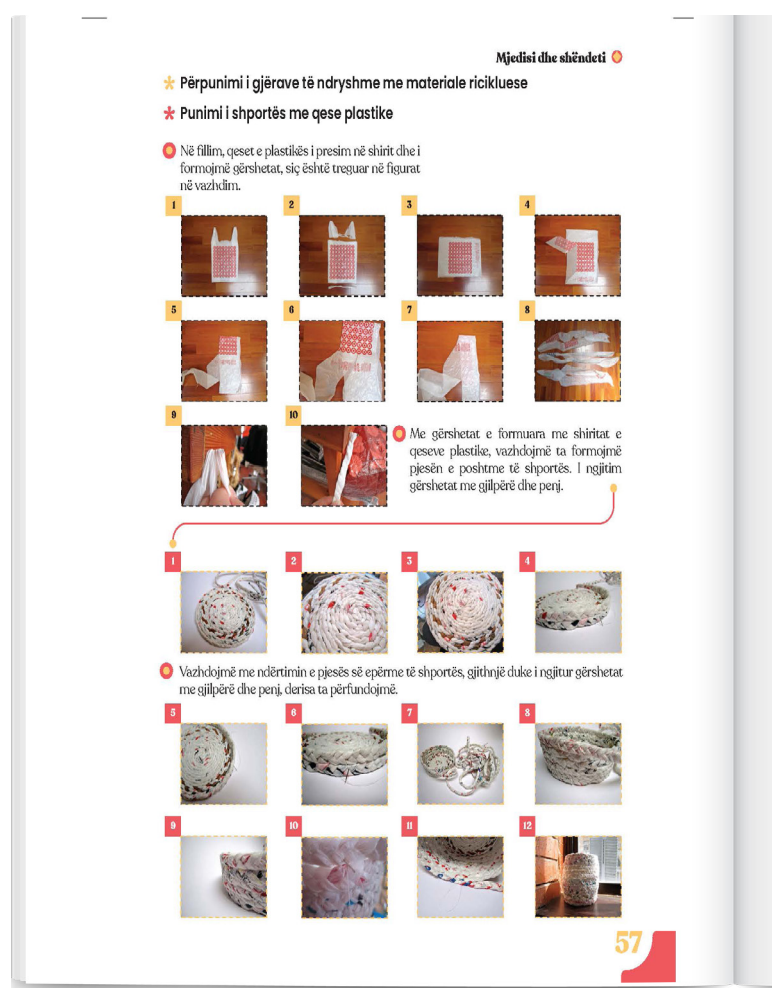 Mjedisi dhe shëndeti
Përpunimi i gjërave të ndryshme me materiale ricikluese
Punimi i shportës me qese plastike
Në fillim, qeset e plastikës i presim në shirit dhe i
formojmë gërshetat, siç është treguar në figurat
në vazhdim.
1
2
3
4
5
6
7
8
9
10
Me gërshetat e formuara me shiritat e
qeseve plastike, vazhdojmë ta formojmë
pjesën e poshtme të shportës. I ngjitim
gërshetat me gjilpërë dhe penj.
1
2
3
4
Vazhdojmë me ndërtimin e pjesës së epërme të shportës, gjithnjë duke i ngjitur gërshetat
me gjilpërë dhe penj, derisa ta përfundojmë.
5
6
7
8
9
10
11
12
57